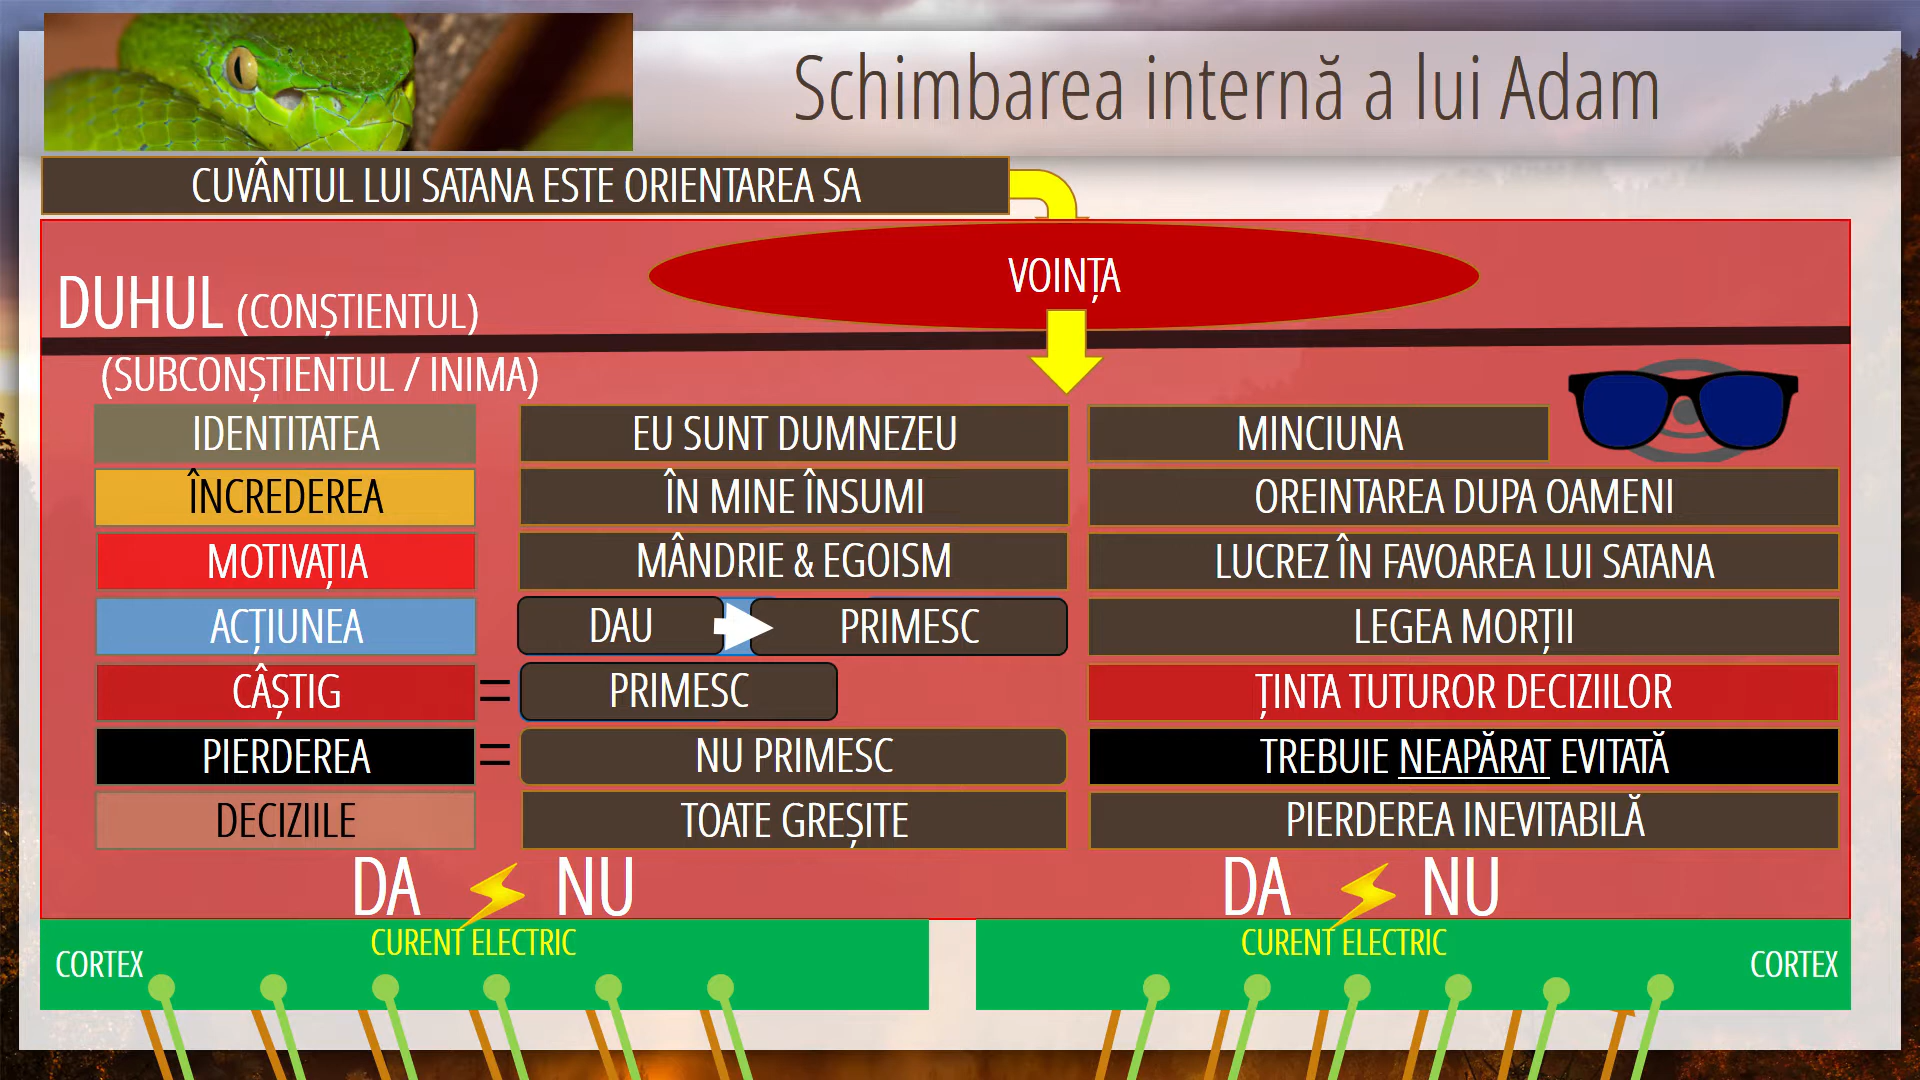 Schimbarea internă a lui Adam
CUVÂNTUL LUI SATANA ESTE ORIENTAREA SA
VOINȚA
DUHUL (CONȘTIENTUL)
(SUBCONȘTIENTUL / INIMA)
IDENTITATEA EU SUNT DUMNEZEU MINCIUNA
ÎNCREDEREA ÎN MINE ÎNSUMI OREINTAREA DUPA OAMENI
MOTIVAȚIA MÂNDRIE & EGOISM LUCREZ ÎN FAVOAREA LUI SATANA
ACȚIUNEA DAU PRIMESC LEGEA MORȚII
CÂȘTIG = PRIMESC ȚINTA TUTUROR DECIZIILOR
PIERDEREA = NU PRIMESC TREBUIE NEAPĂRAT EVITATĂ
DECIZIILE TOATE GREȘITE PIERDEREA INEVITABILĂ
DA NU DA NU
CURENT ELECTRIC CURENT ELECTRIC
CORTEX CORTEX